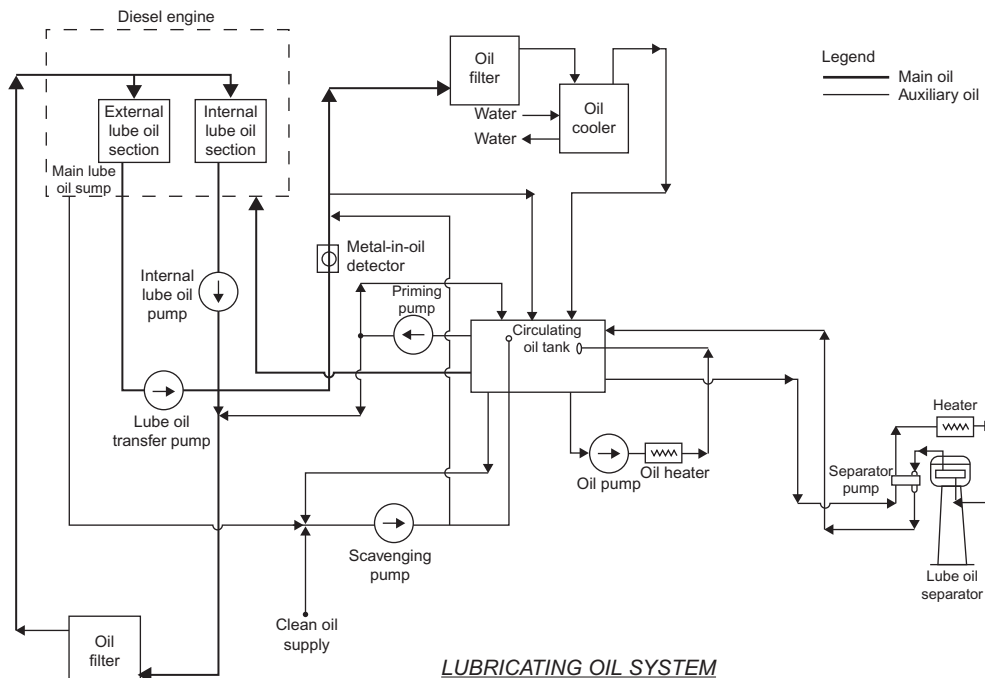 Diesel engine
External
lube oil
section
Internal
lube oil
section
Main lube
oil sump
Oil
filter
Oil
cooler
Water
Water
Legend
Main oil
Auxiliary oil
Metal-in-oil
detector
Internal
lube oil
pump
Priming
pump
Circulating
oil tank
Lube oil
transfer pump
Oil pump
Oil heater
Heater
Separator
pump
Lube oil
separator
Scavenging
pump
Clean oil
supply
Oil
filter
LUBRICATING OIL SYSTEM